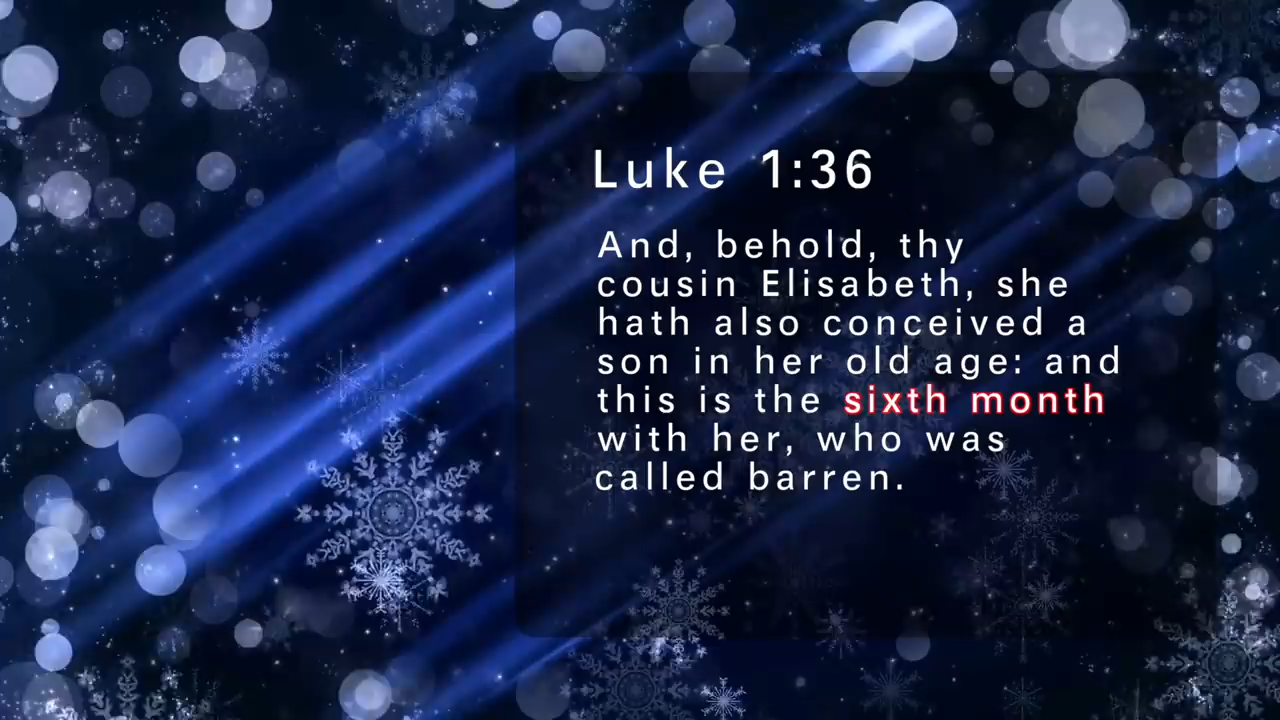 Luke 1:36
And, behold, thy
cousin Elisabeth, she
hath also conceived a
son in her old age: and
this is the sixth month
with her, who was
called barren.